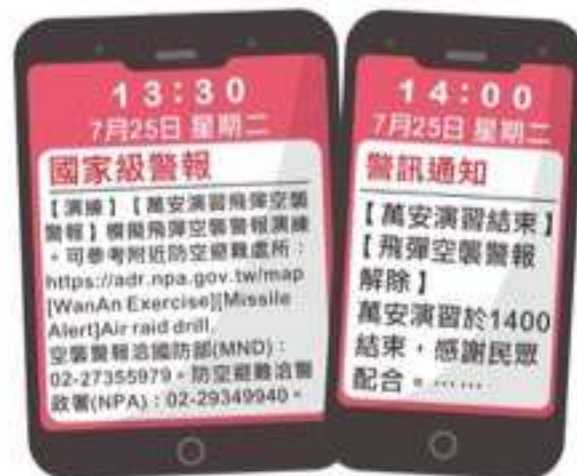 13:30
7月25日 星期二
國家級警報
【演練】【萬安演習飛彈空襲
警報】模擬飛彈空襲警報演練
。可參考附近防空避難處所：
https://adr.npa.gov.tw/map
[WanAn Exercise][Missile
Alert]Air raid drill
空襲警報洽國防部(MND)：
02-27355979。防空避難洽警
政署(NPA)：02-29349940。
14:00
7月25日 星期二
警訊通知
【萬安演習結束】
【飛彈空襲警報
解除】
萬安演習於1400
結束，感謝民眾
配合。……